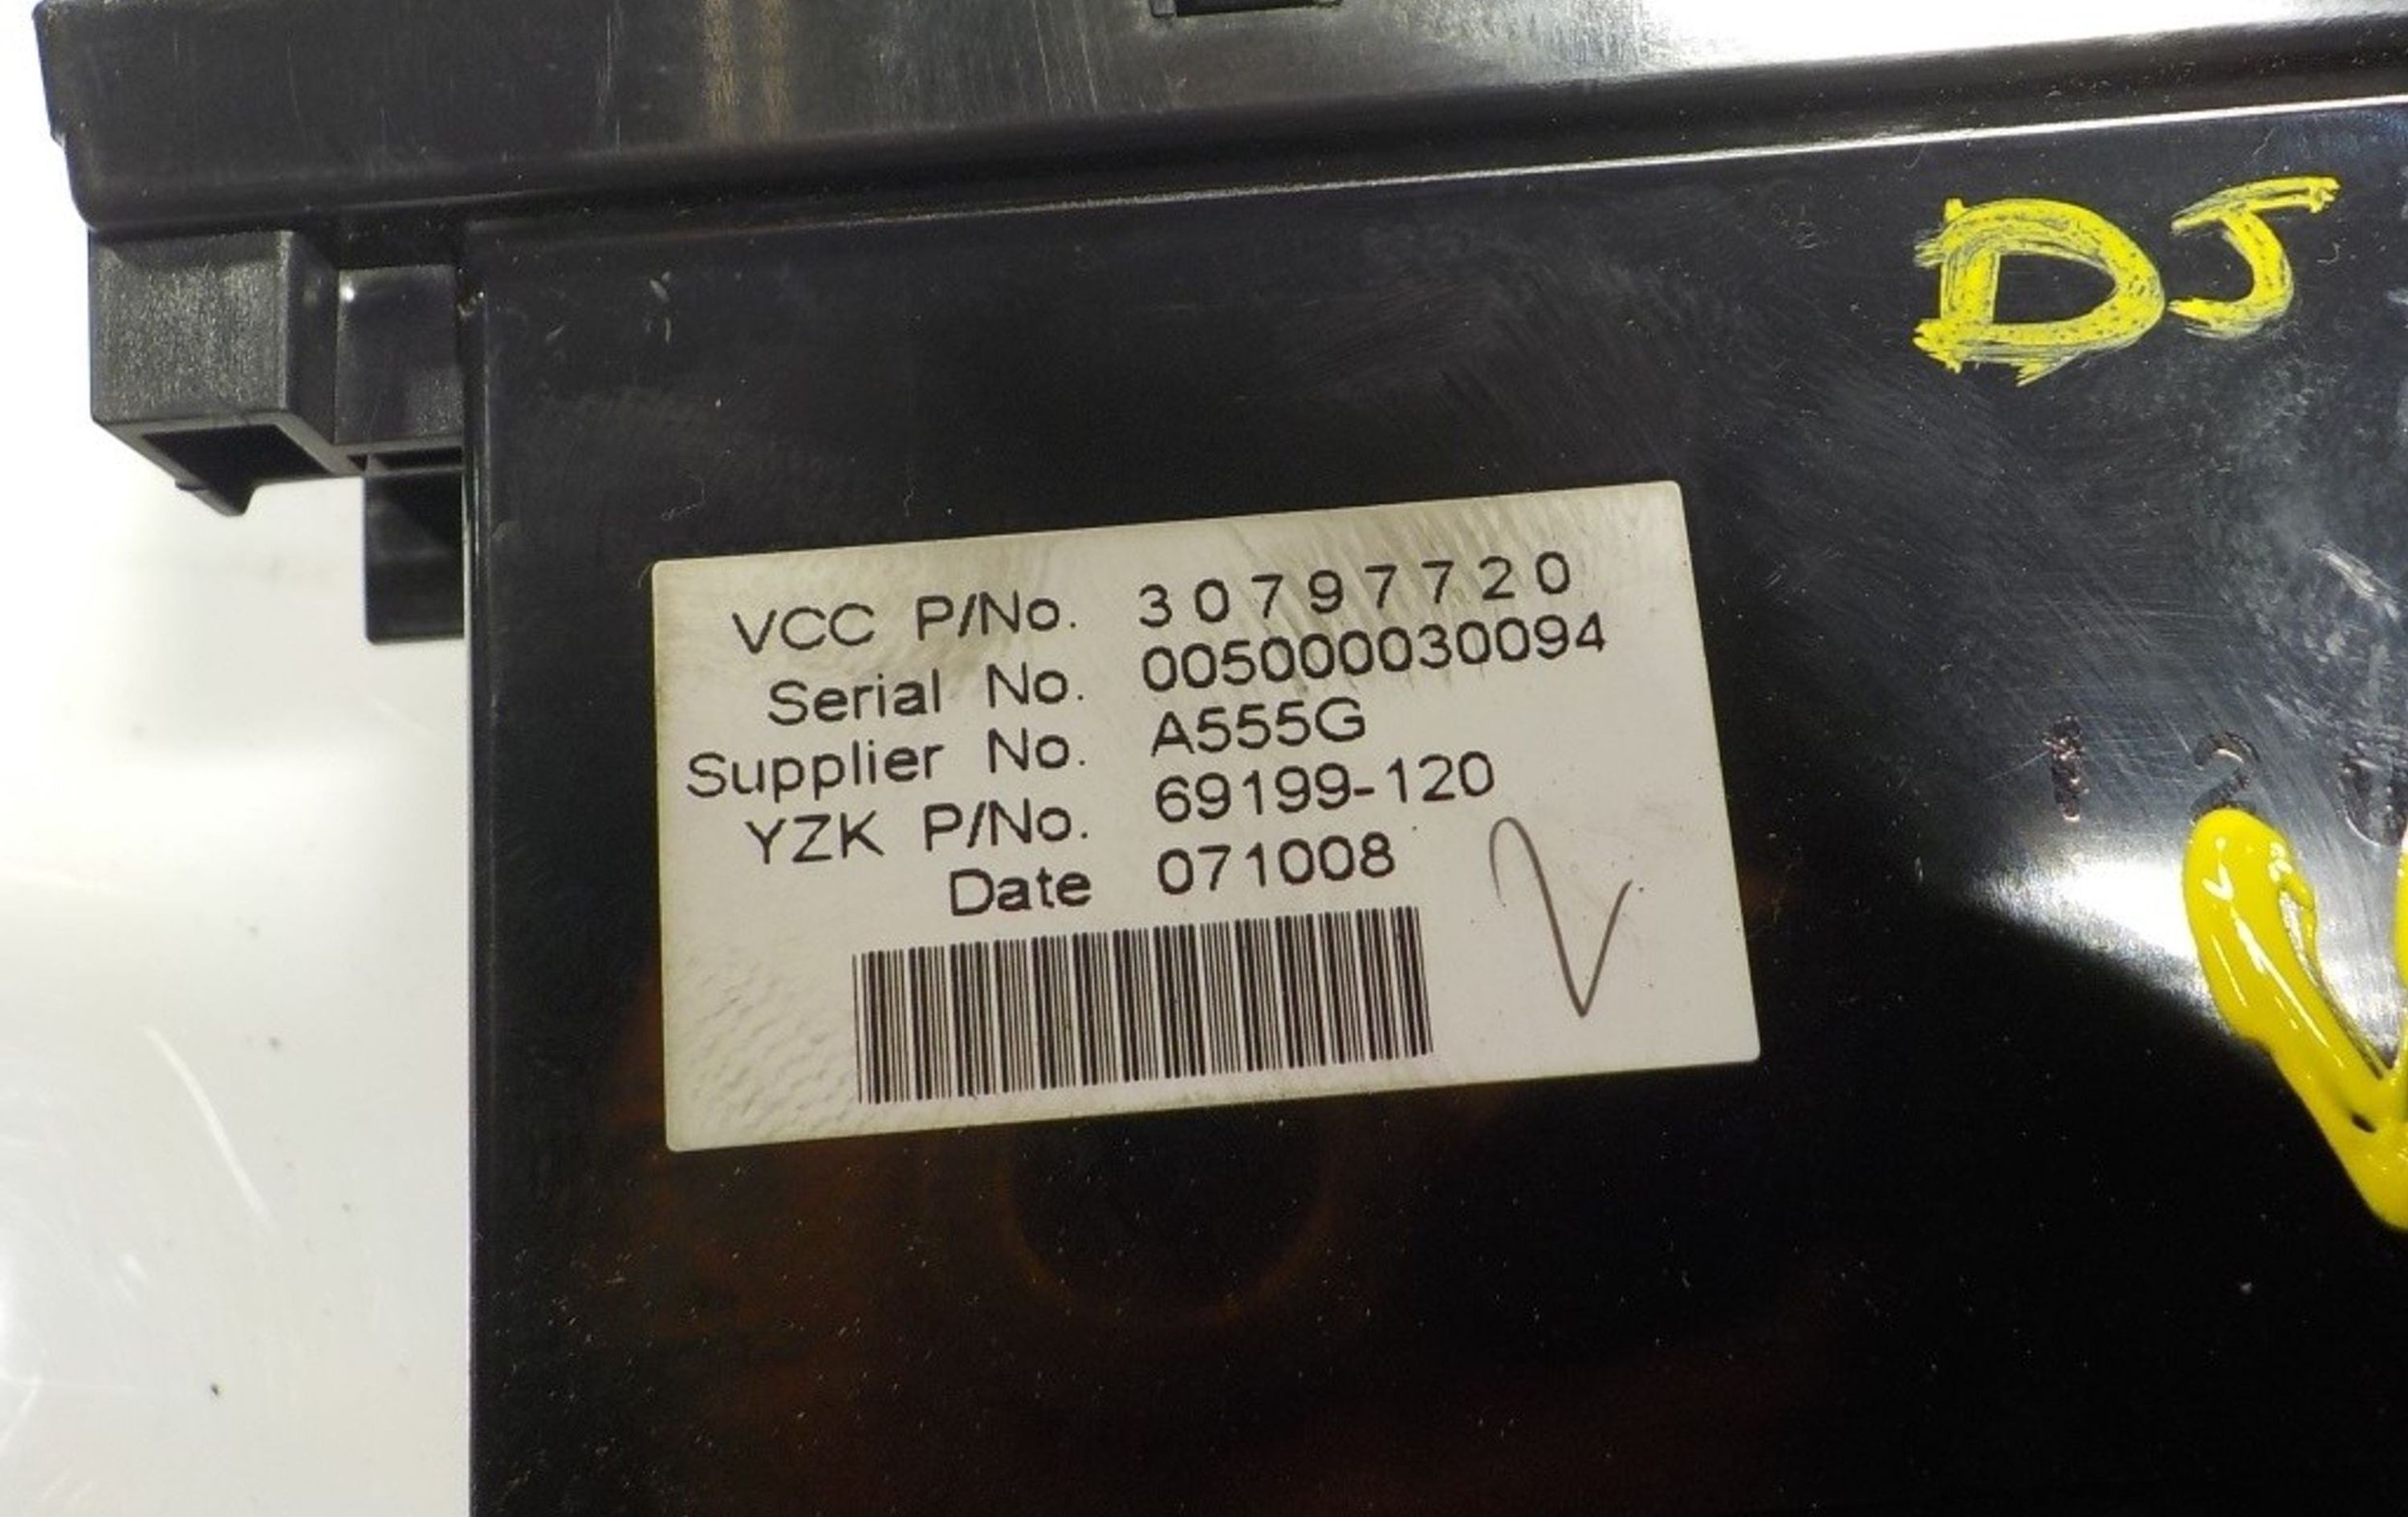 DJ
VCC P/No. 30797720
Serial No. 005000030094
Supplier No. A555G
YZK P/No. 69199-120
Date 071008